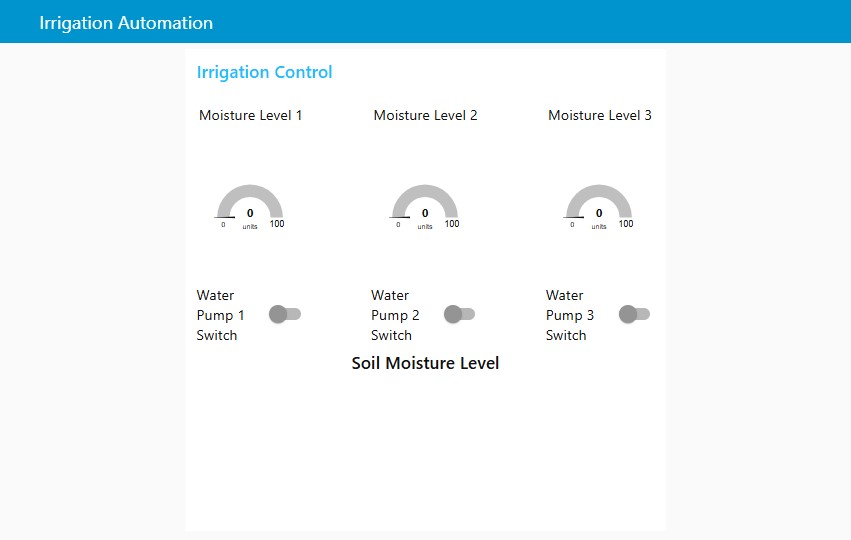 Irrigation Automation
Irrigation Control
Moisture Level 1
Moisture Level 2
Moisture Level 3
0
0
units
100
0
0
units
100
0
0
units
100
Water
Pump 1
Switch
Water
Pump 2
Switch
Water
Pump 3
Switch
Soil Moisture Level